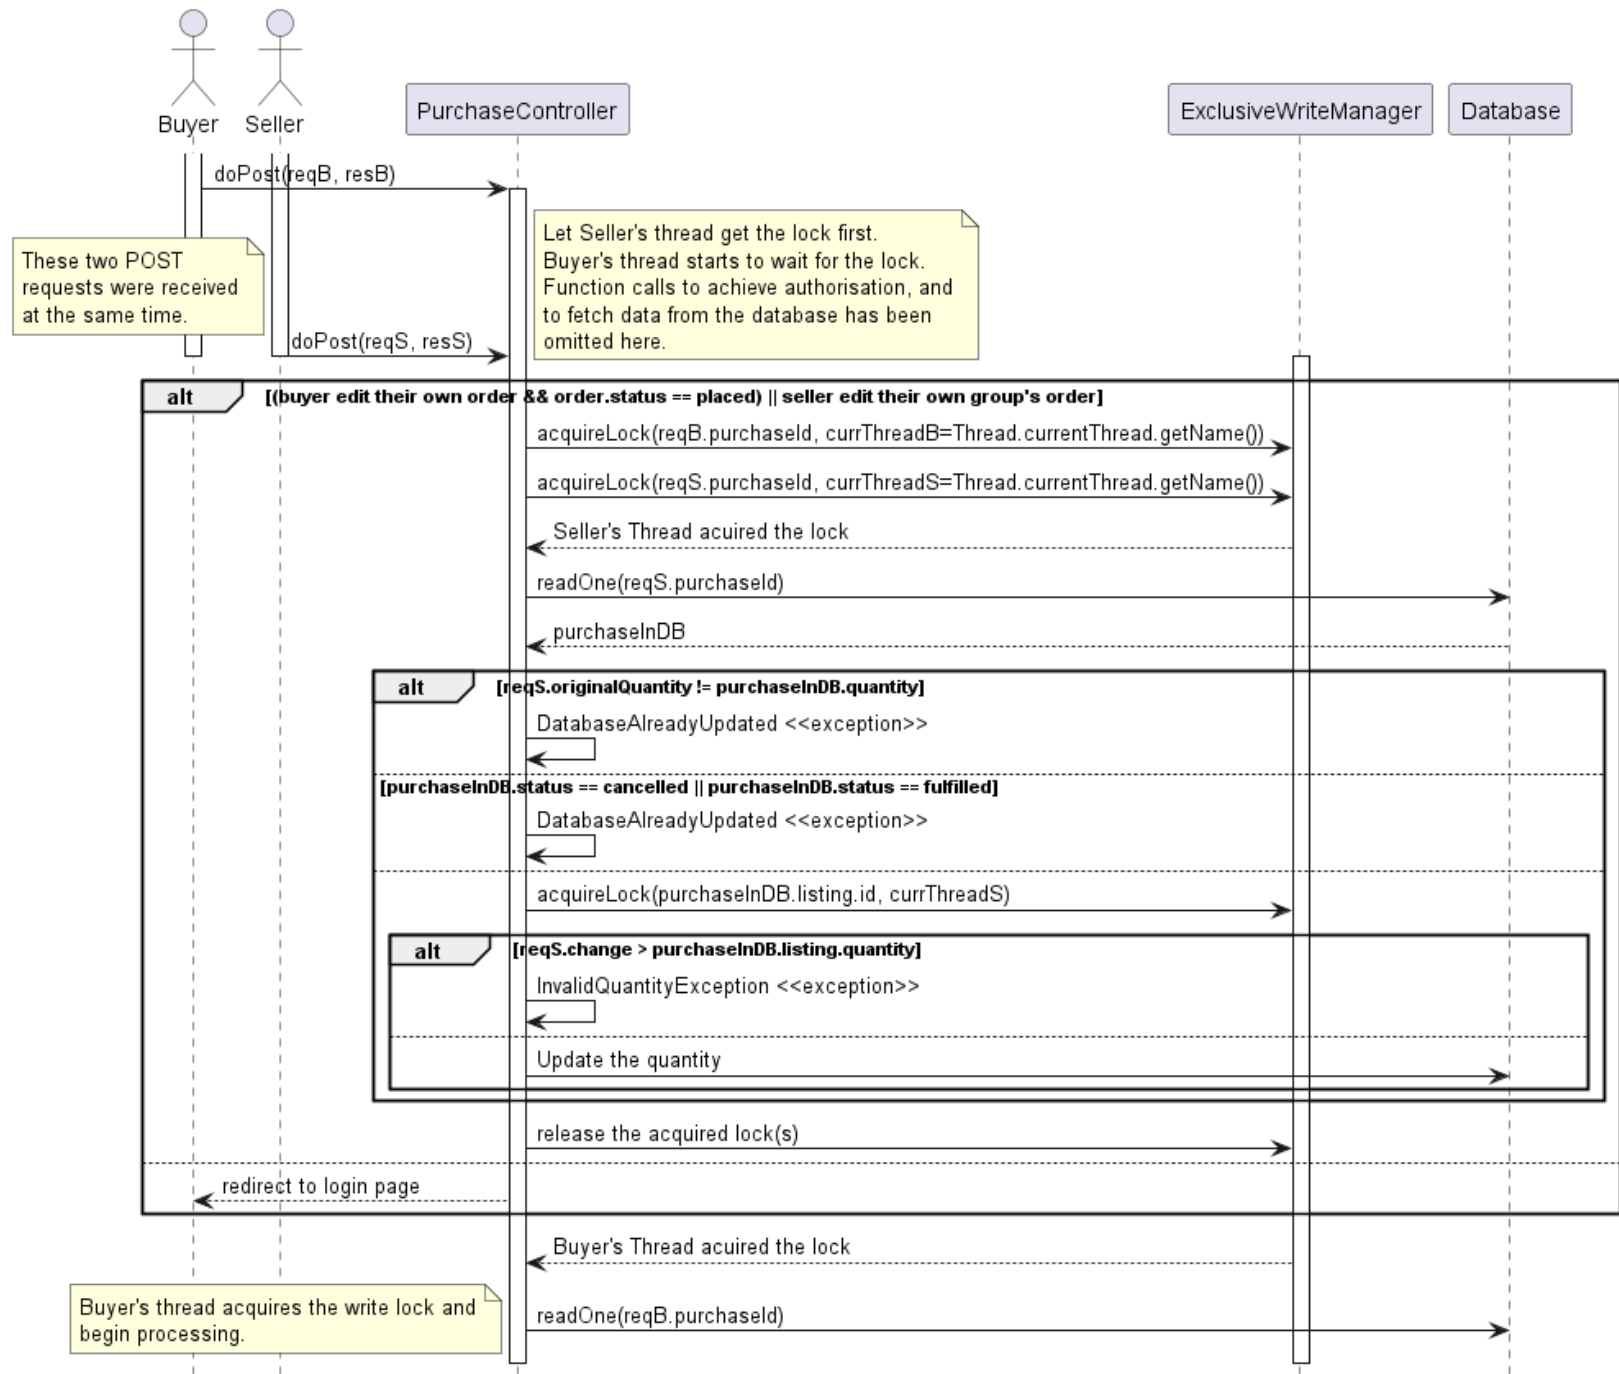 Buyer
Seller
PurchaseController
ExclusiveWriteManager
Database
doPost(reqB, resB)
These two POST
requests were received
at the same time.
Let Seller's thread get the lock first.
Buyer's thread starts to wait for the lock.
Function calls to achieve authorisation, and
to fetch data from the database has been
omitted here.
doPost(reqS, resS)
alt
[(buyer edit their own order && order.status == placed) || seller edit their own group's order]
acquireLock(reqB.purchaseId, currThreadB=Thread.currentThread.getName())
acquireLock(reqS.purchaseId, currThreadS=Thread.currentThread.getName())
Seller's Thread acuired the lock
readOne(reqS.purchaseId)
purchaseInDB
alt
[reqS.originalQuantity != purchaseInDB.quantity]
DatabaseAlreadyUpdated <<exception>>
[purchaseInDB.status == cancelled || purchaseInDB.status == fulfilled]
DatabaseAlreadyUpdated <<exception>>
acquireLock(purchaseInDB.listing.id, currThreadS)
alt
[reqS.change > purchaseInDB.listing.quantity]
InvalidQuantityException <<exception>>
Update the quantity
release the acquired lock(s)
redirect to login page
Buyer's Thread acuired the lock
Buyer's thread acquires the write lock and
begin processing.
readOne(reqB.purchaseId)